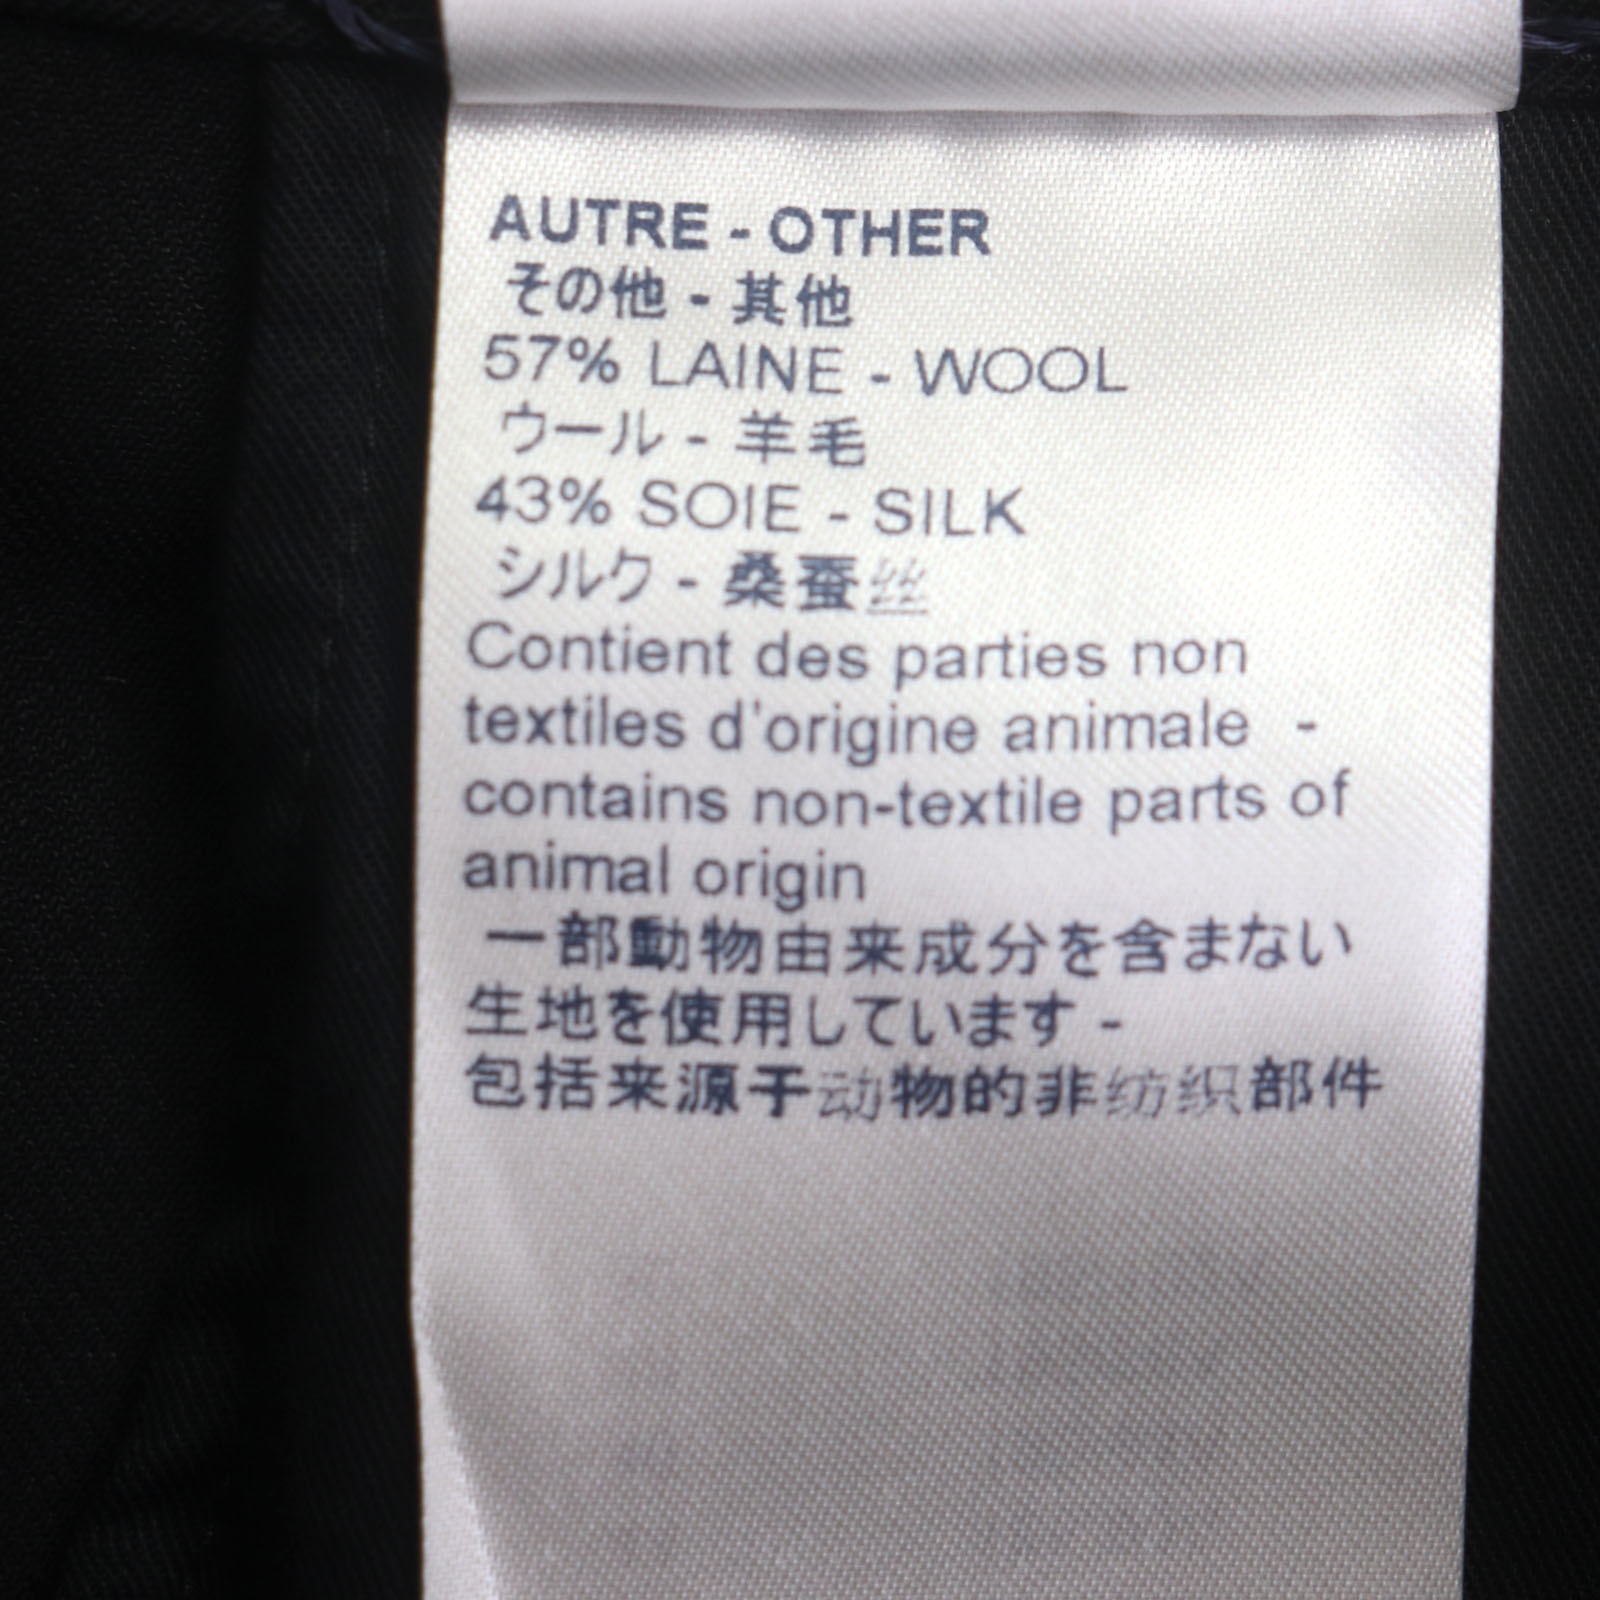 AUTRE - OTHER
その他 - 其他
57% LAINE - WOOL
ウール - 羊毛
43% SOIE - SILK
シルク - 桑蚕丝
Contient des parties non
textiles d'origine animale -
contains non-textile parts of
animal origin
一部動物由来成分を含まない
生地を使用しています -
包括来源于动物的非纺织部件